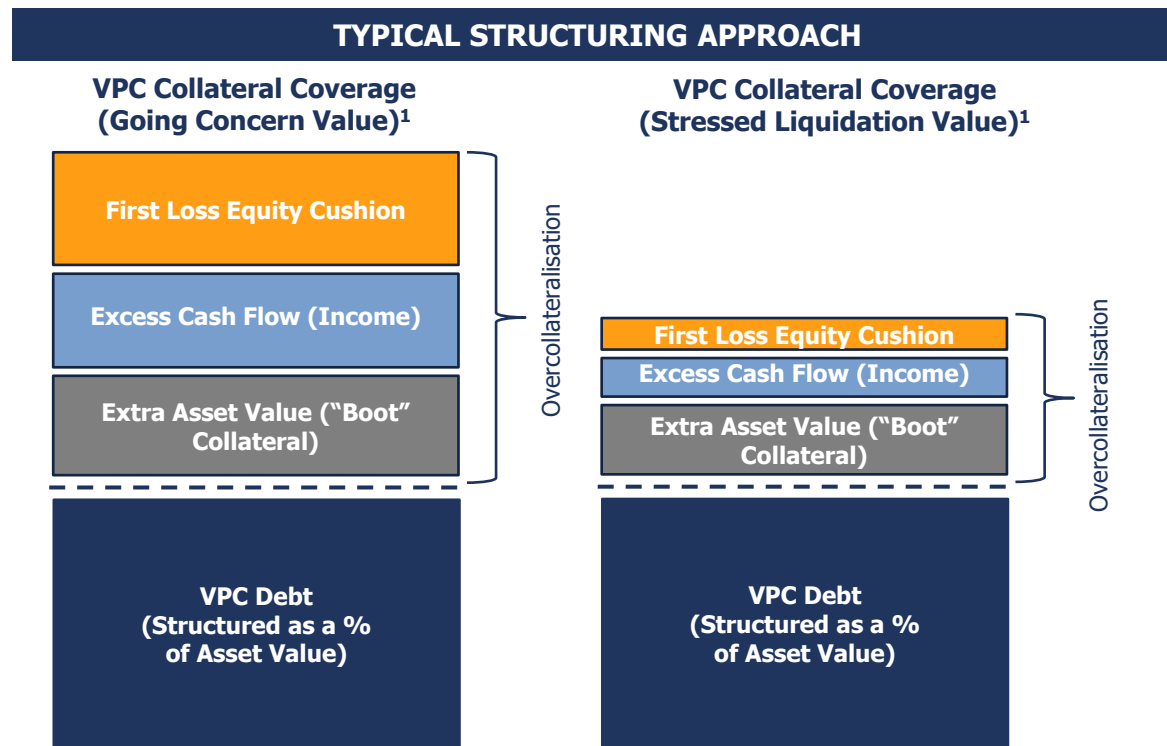 TYPICAL STRUCTURING APPROACH
VPC Collateral Coverage
(Going Concern Value)¹
First Loss Equity Cushion
Excess Cash Flow (Income)
Extra Asset Value (“Boot”
Collateral)
Overcollateralisation
VPC Debt
(Structured as a %
of Asset Value)
VPC Collateral Coverage
(Stressed Liquidation Value)¹
First Loss Equity Cushion
Excess Cash Flow (Income)
Extra Asset Value (“Boot”
Collateral)
Overcollateralisation
VPC Debt
(Structured as a %
of Asset Value)